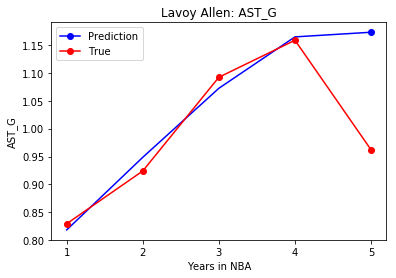 Lavoy Allen: AST_G
Prediction
True
AST_G
1.15
1.10
1.05
1.00
0.95
0.90
0.85
0.80
1 2 3 4 5
Years in NBA